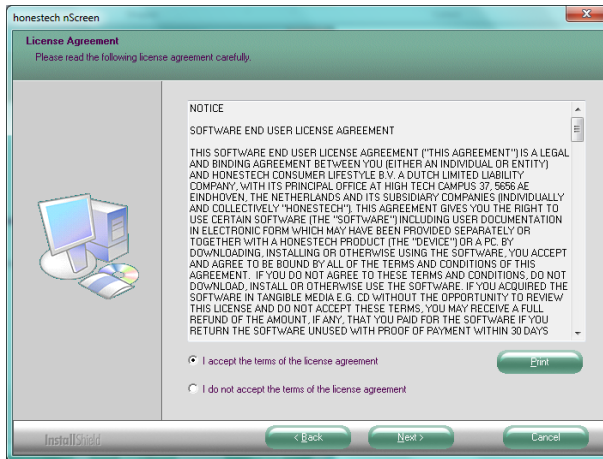 honestech nScreen
License Agreement
Please read the following license agreement carefully.
NOTICE
SOFTWARE END USER LICENSE AGREEMENT
THIS SOFTWARE END USER LICENSE AGREEMENT ("THIS AGREEMENT") IS A LEGAL
AND BINDING AGREEMENT BETWEEN YOU (EITHER AN INDIVIDUAL OR ENTITY)
AND HONESTECH CONSUMER LIFESTYLE B.V. A DUTCH LIMITED LIABILITY
COMPANY, WITH ITS PRINCIPAL OFFICE AT HIGH TECH CAMPUS 37, 5656 AE
EINDHOVEN, THE NETHERLANDS AND ITS SUBSIDIARY COMPANIES (INDIVIDUALLY
AND COLLECTIVELY "HONESTECH"). THIS AGREEMENT GIVES YOU THE RIGHT TO
USE CERTAIN SOFTWARE (THE "SOFTWARE") INCLUDING USER DOCUMENTATION
IN ELECTRONIC FORM WHICH MAY HAVE BEEN PROVIDED SEPARATELY OR
TOGETHER WITH A HONESTECH PRODUCT (THE "DEVICE") OR A PC. BY
DOWNLOADING, INSTALLING OR OTHERWISE USING THE SOFTWARE, YOU ACCEPT
AND AGREE TO BE BOUND BY ALL OF THE TERMS AND CONDITIONS OF THIS
AGREEMENT. IF YOU DO NOT AGREE TO THESE TERMS AND CONDITIONS, DO NOT
DOWNLOAD, INSTALL OR OTHERWISE USE THE SOFTWARE. IF YOU ACQUIRED THE
SOFTWARE IN TANGIBLE MEDIA E.G. CD WITHOUT THE OPPORTUNITY TO REVIEW
THIS LICENSE AND DO NOT ACCEPT THESE TERMS, YOU MAY RECEIVE A FULL
REFUND OF THE AMOUNT, IF ANY, THAT YOU PAID FOR THE SOFTWARE IF YOU
RETURN THE SOFTWARE UNUSED WITH PROOF OF PAYMENT WITHIN 30 DAYS
I accept the terms of the license agreement
Print
I do not accept the terms of the license agreement
InstallShield
< Back
Next >
Cancel